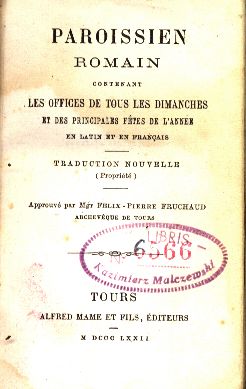 PAROISSIEN
ROMAIN
CONTENANT
LES OFFICES DE TOUS LES DIMANCHES
ET DES PRINCIPALES FÊTES DE L'ANNÉE
EN LATIN ET EN FRANÇAIS
TRADUCTION NOUVELLE
(Propriété)
Approuvé par Mgr FELIX-PIERRE FRUCHAUD
ARCHEVÊQUE DE TOURS
LIBRIS
Kazimierz Malczewski
TOURS
ALFRED MAME ET FILS, ÉDITEURS
M DCCC LXXII